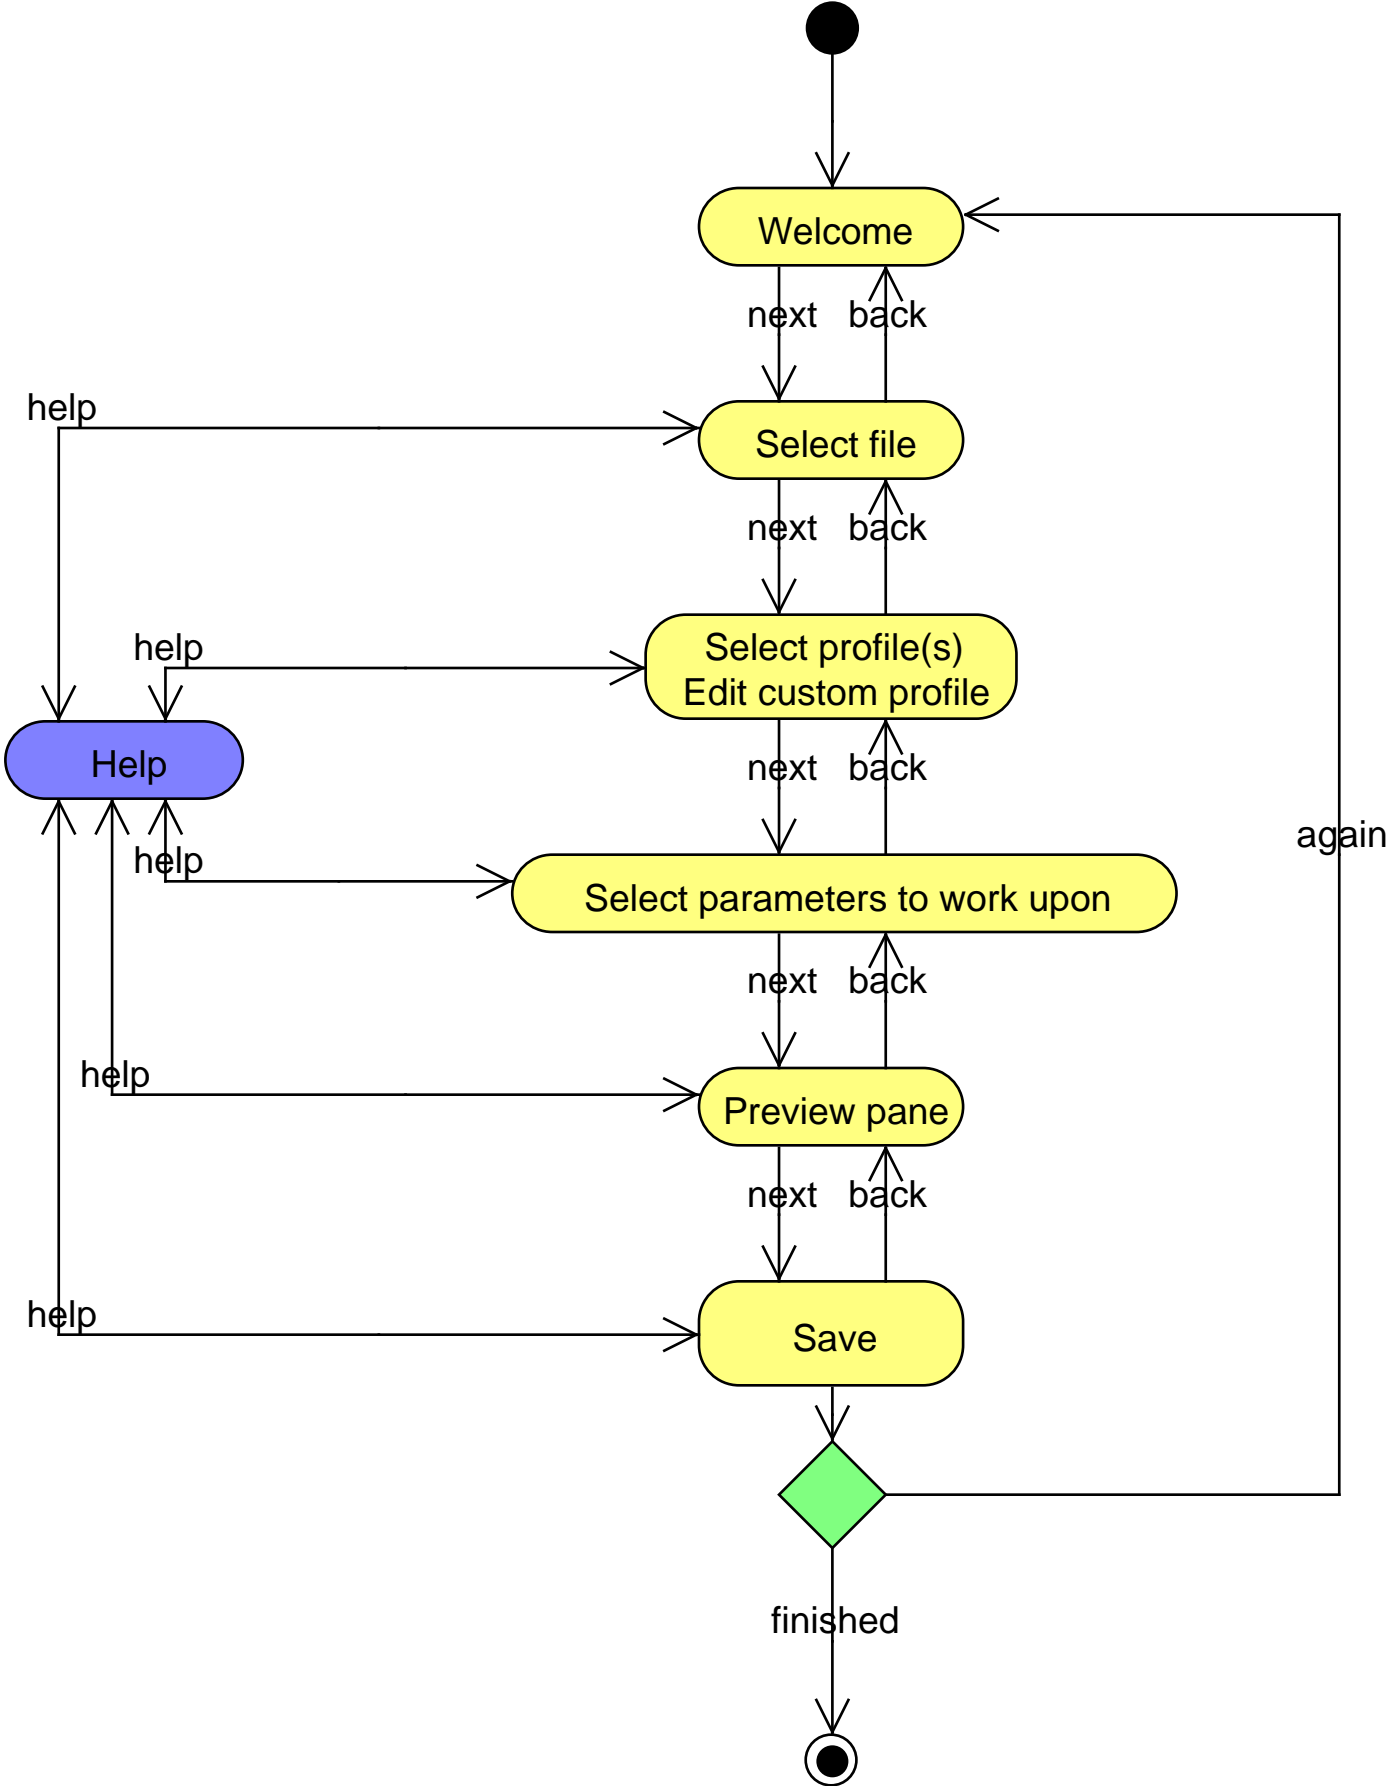 Welcome
next back
help
Select file
next back
help
Select profile(s)
Edit custom profile
Help
next back
again
help
Select parameters to work upon
next back
help
Preview pane
next back
help
Save
finished